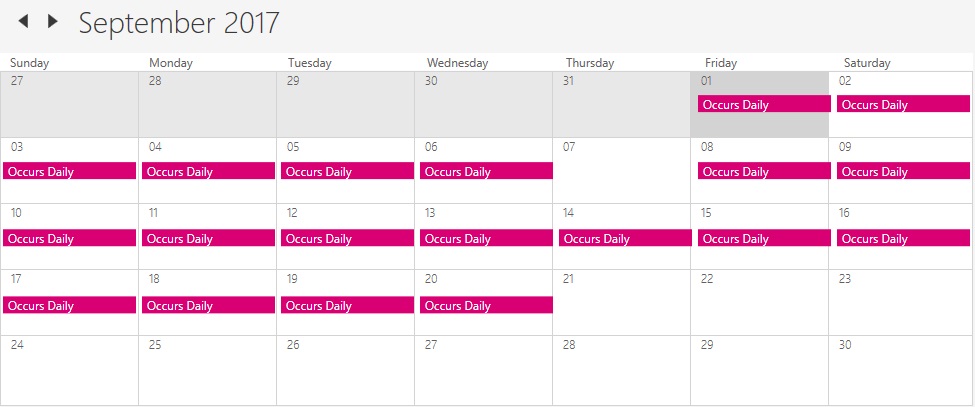 September 2017
Sunday Monday Tuesday Wednesday Thursday Friday Saturday
27 28 29 30 31 01 02
Occurs Daily Occurs Daily
03 04 05 06 07 08 09
Occurs Daily Occurs Daily Occurs Daily Occurs Daily Occurs Daily Occurs Daily
10 11 12 13 14 15 16
Occurs Daily Occurs Daily Occurs Daily Occurs Daily Occurs Daily Occurs Daily Occurs Daily
17 18 19 20 21 22 23
Occurs Daily Occurs Daily Occurs Daily Occurs Daily
24 25 26 27 28 29 30